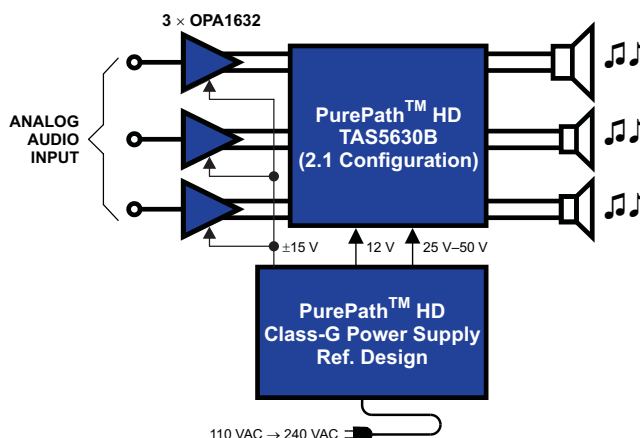 3 × OPA1632
ANALOG
AUDIO
INPUT
PurePath™ HD
TAS5630B
(2.1 Configuration)
±15 V
12 V
25 V–50 V
PurePath™ HD
Class-G Power Supply
Ref. Design
110 VAC → 240 VAC